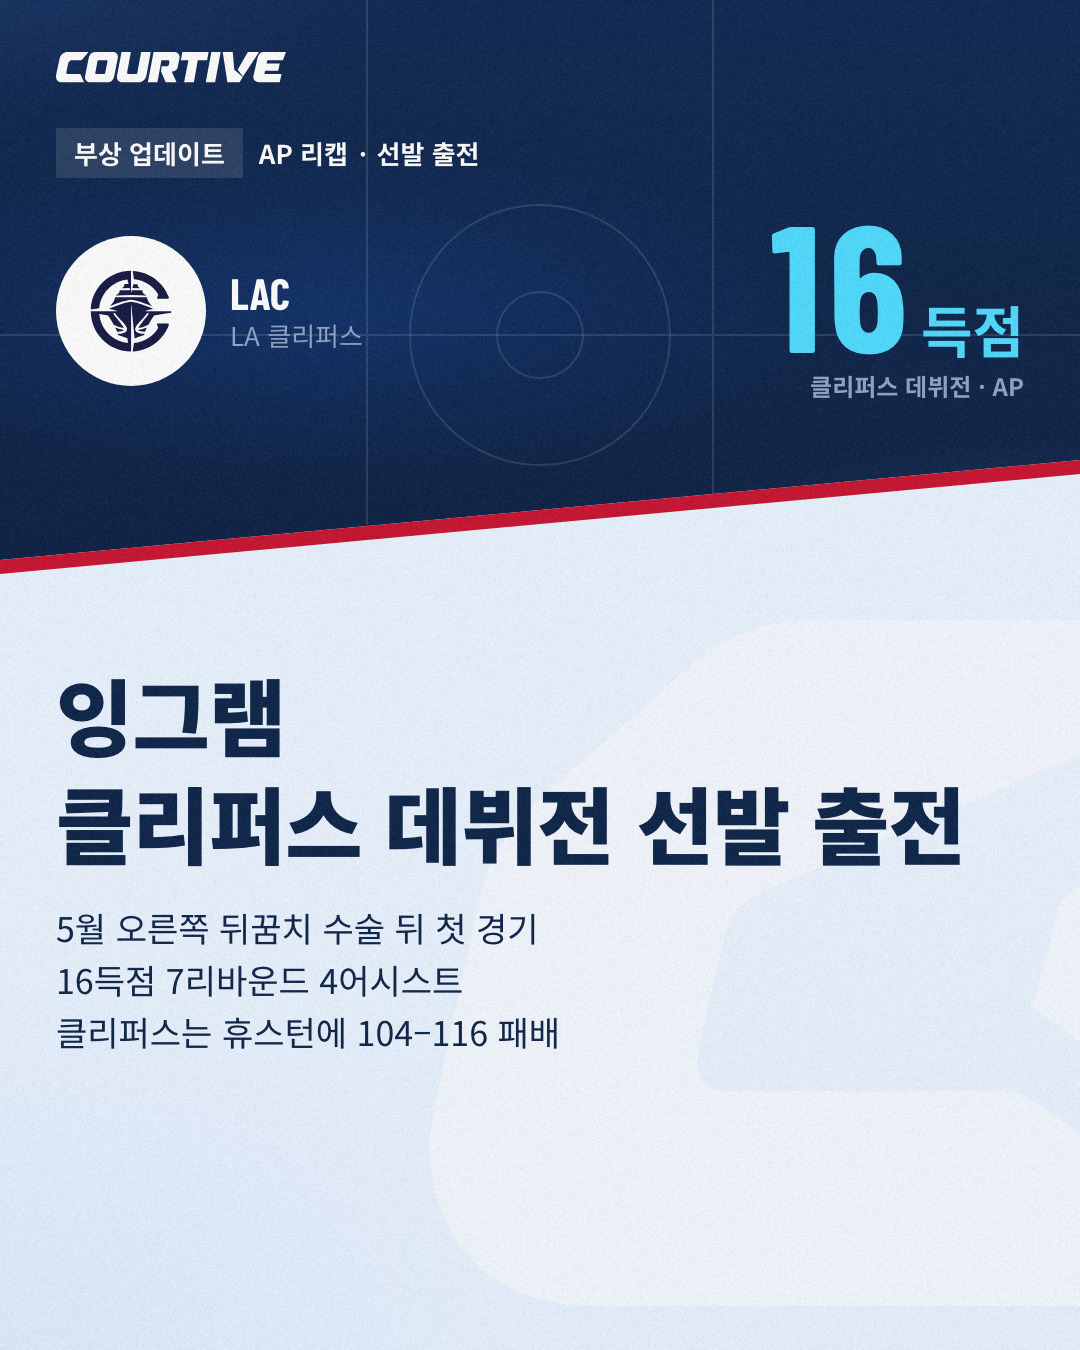 COURTIVE
부상 업데이트 AP 리캡 · 선발 출전
LAC
LA 클리퍼스
16 득점
클리퍼스 데뷔전 · AP
잉그램
클리퍼스 데뷔전 선발 출전
5월 오른쪽 뒤꿈치 수술 뒤 첫 경기
16득점 7리바운드 4어시스트
클리퍼스는 휴스턴에 104–116 패배